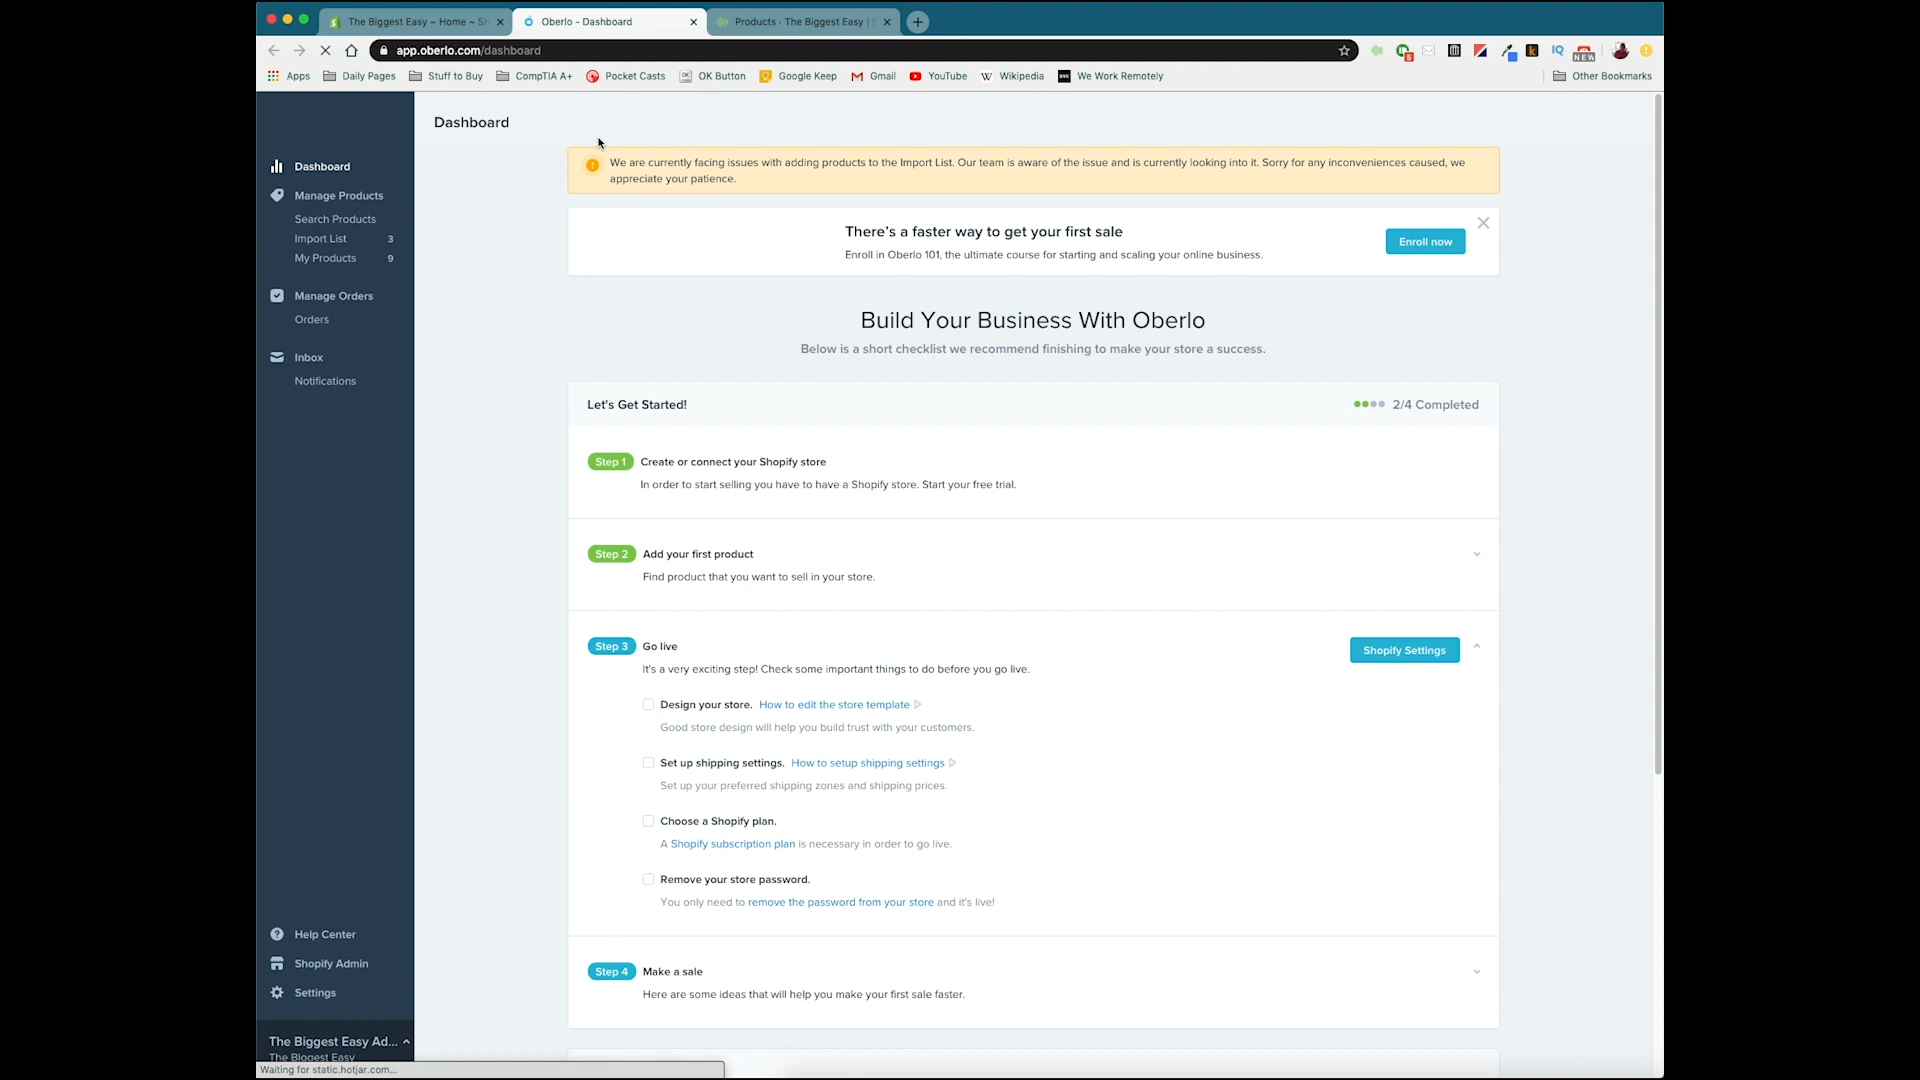 The Biggest Easy ~ Home ~ Sh
Oberlo - Dashboard
Products - The Biggest Easy |
app.oberlo.com/dashboard
5
IQ
NEW
Apps
Daily Pages
Stuff to Buy
CompTIA A+
Pocket Casts
OK Button
Google Keep
Gmail
YouTube
Wikipedia
We Work Remotely
Other Bookmarks
Dashboard
Manage Products
Search Products
Import List 3
My Products 9
Manage Orders
Orders
Inbox
Notifications
Help Center
Shopify Admin
Settings
The Biggest Easy Ad...
The Biggest Easy
Waiting for static.hotjar.com...
Dashboard
We are currently facing issues with adding products to the Import List. Our team is aware of the issue and is currently looking into it. Sorry for any inconveniences caused, we
appreciate your patience.
There's a faster way to get your first sale
Enroll in Oberlo 101, the ultimate course for starting and scaling your online business.
Enroll now
Build Your Business With Oberlo
Below is a short checklist we recommend finishing to make your store a success.
Let's Get Started!
2/4 Completed
Step 1 Create or connect your Shopify store
In order to start selling you have to have a Shopify store. Start your free trial.
Step 2 Add your first product
Find product that you want to sell in your store.
Step 3 Go live
It's a very exciting step! Check some important things to do before you go live.
Shopify Settings
Design your store. How to edit the store template
Good store design will help you build trust with your customers.
Set up shipping settings. How to setup shipping settings
Set up your preferred shipping zones and shipping prices.
Choose a Shopify plan.
A Shopify subscription plan is necessary in order to go live.
Remove your store password.
You only need to remove the password from your store and it's live!
Step 4 Make a sale
Here are some ideas that will help you make your first sale faster.